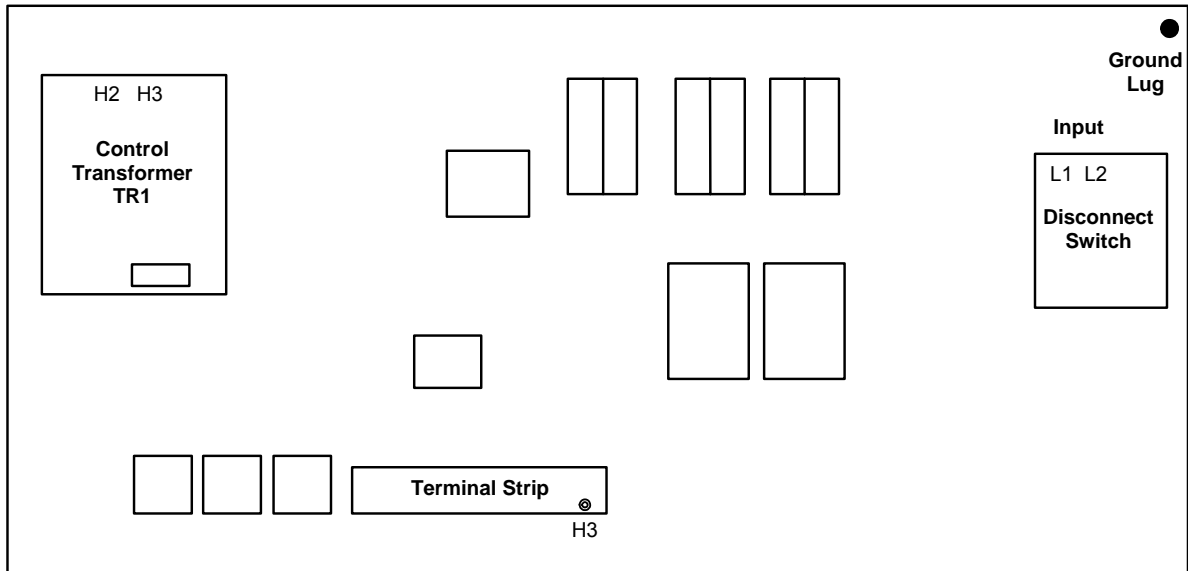 H2 H3
Control
Transformer
TR1
Ground
Lug
Input
L1 L2
Disconnect
Switch
Terminal Strip
H3